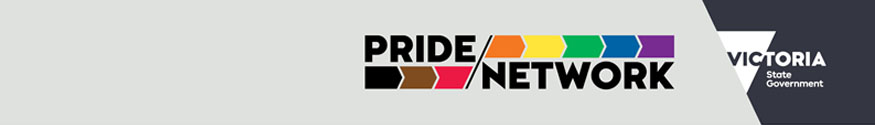 PRIDE
NETWORK
VICTORIA
State
Government